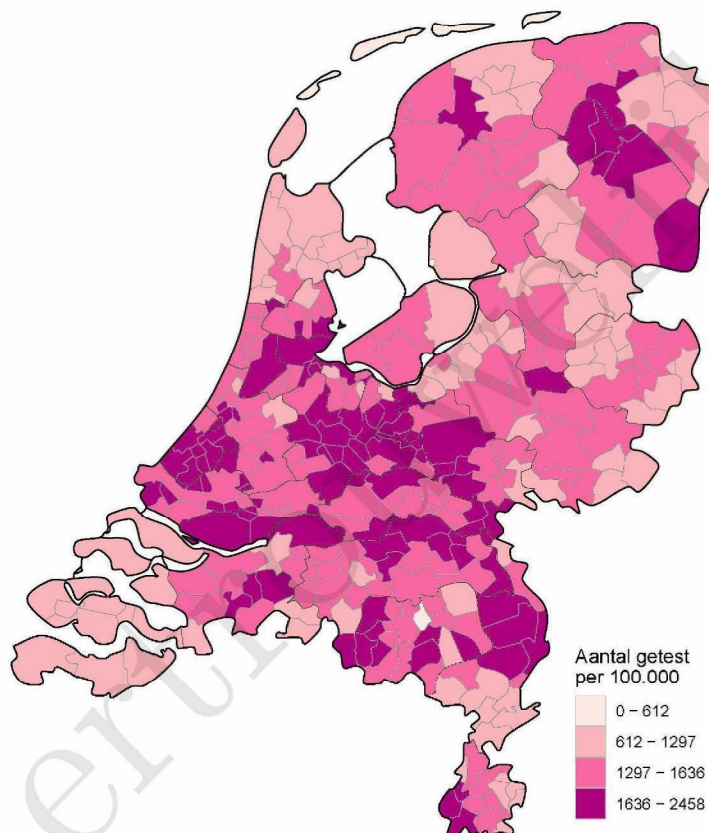 Aantal getest
per 100.000
0 – 612
612 – 1297
1297 – 1636
1636 – 2458